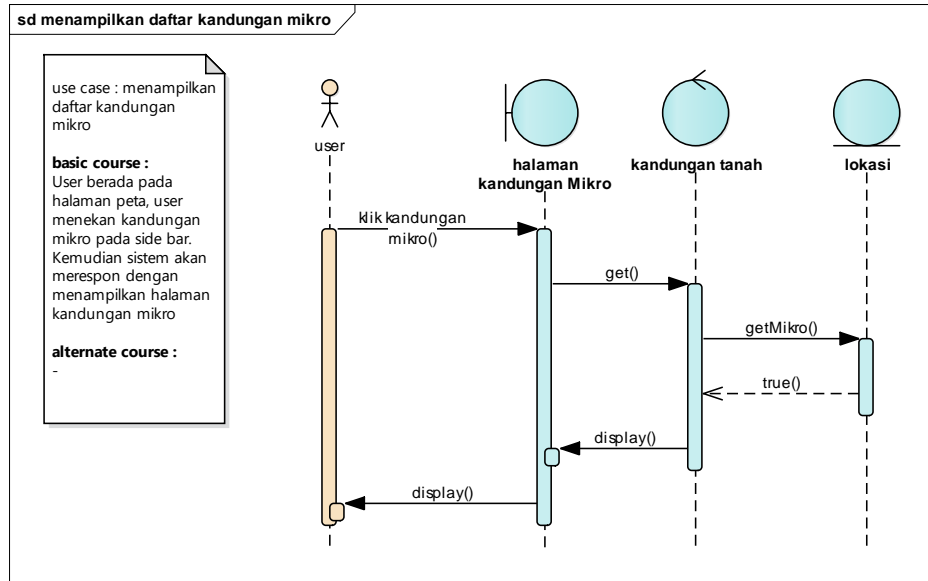 sd menampilkan daftar kandungan mikro
use case : menampilkan
daftar kandungan
mikro
basic course :
User berada pada
halaman peta, user
menekan kandungan
mikro pada side bar.
Kemudian sistem akan
merespon dengan
menampilkan halaman
kandungan mikro
alternate course :
-
user
halaman
kandungan Mikro
kandungan tanah
lokasi
klik kandungan
mikro()
get()
getMikro()
true()
display()
display()